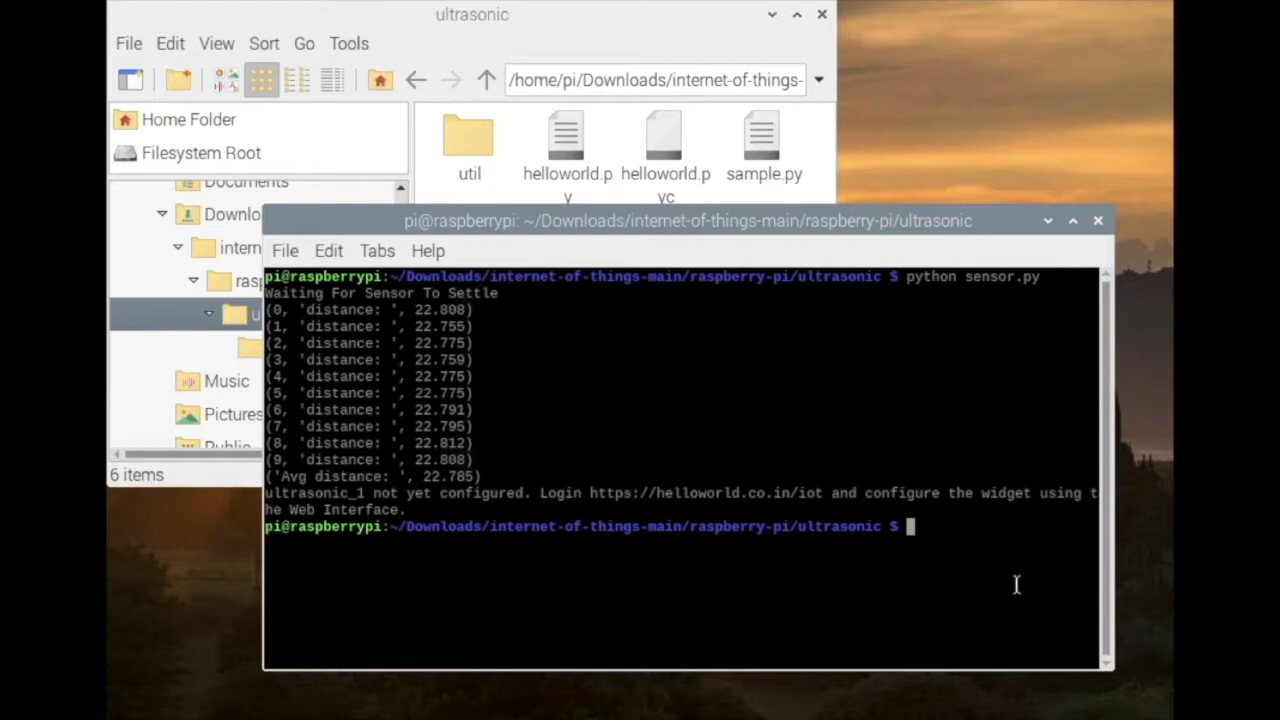 ultrasonic
File Edit View Sort Go Tools
/home/pi/Downloads/internet-of-things-
Home Folder
Filesystem Root
Documents
Downlo
intern
ras
u
Music
Pictures
Public
6 items
util
helloworld.p
y
helloworld.p
yc
sample.py
pi@raspberrypi: ~/Downloads/internet-of-things-main/raspberry-pi/ultrasonic
File Edit Tabs Help
pi@raspberrypi:~/Downloads/internet-of-things-main/raspberry-pi/ultrasonic $ python sensor.py
Waiting For Sensor To Settle
(0, 'distance: ', 22.808)
(1, 'distance: ', 22.755)
(2, 'distance: ', 22.775)
(3, 'distance: ', 22.759)
(4, 'distance: ', 22.775)
(5, 'distance: ', 22.775)
(6, 'distance: ', 22.791)
(7, 'distance: ', 22.795)
(8, 'distance: ', 22.812)
(9, 'distance: ', 22.808)
('Avg distance: ', 22.785)
ultrasonic_1 not yet configured. Login https://helloworld.co.in/iot and configure the widget using t
he Web Interface.
pi@raspberrypi:~/Downloads/internet-of-things-main/raspberry-pi/ultrasonic $